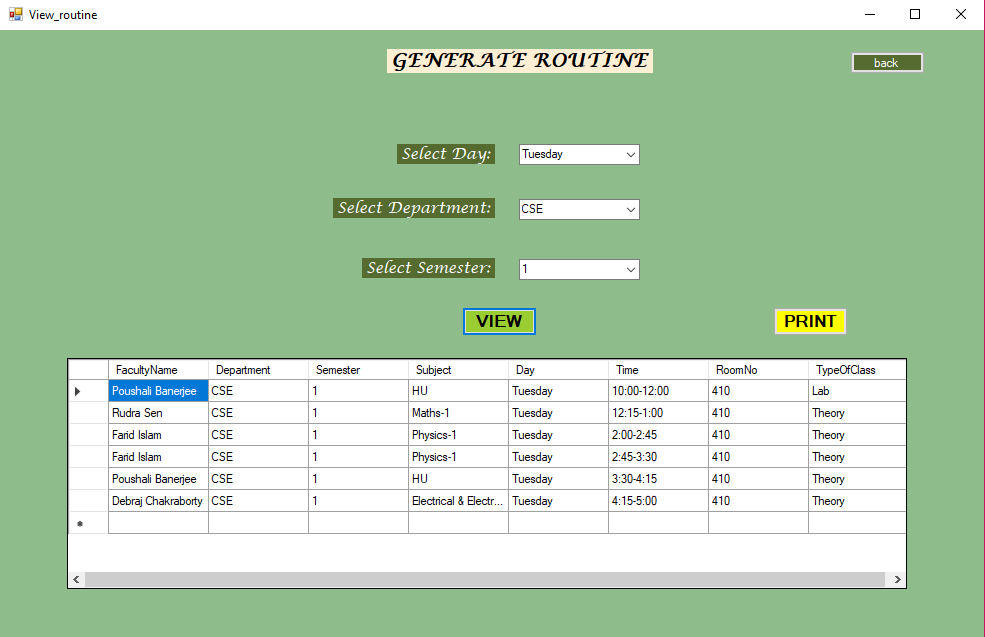 View_routine
GENERATE ROUTINE
back
Select Day: Tuesday
Select Department: CSE
Select Semester: 1
VIEW PRINT
FacultyName Department Semester Subject Day Time RoomNo TypeOfClass
Poushali Banerjee CSE 1 HU Tuesday 10:00-12:00 410 Lab
Rudra Sen CSE 1 Maths-1 Tuesday 12:15-1:00 410 Theory
Farid Islam CSE 1 Physics-1 Tuesday 2:00-2:45 410 Theory
Farid Islam CSE 1 Physics-1 Tuesday 2:45-3:30 410 Theory
Poushali Banerjee CSE 1 HU Tuesday 3:30-4:15 410 Theory
Debraj Chakraborty CSE 1 Electrical & Electr... Tuesday 4:15-5:00 410 Theory